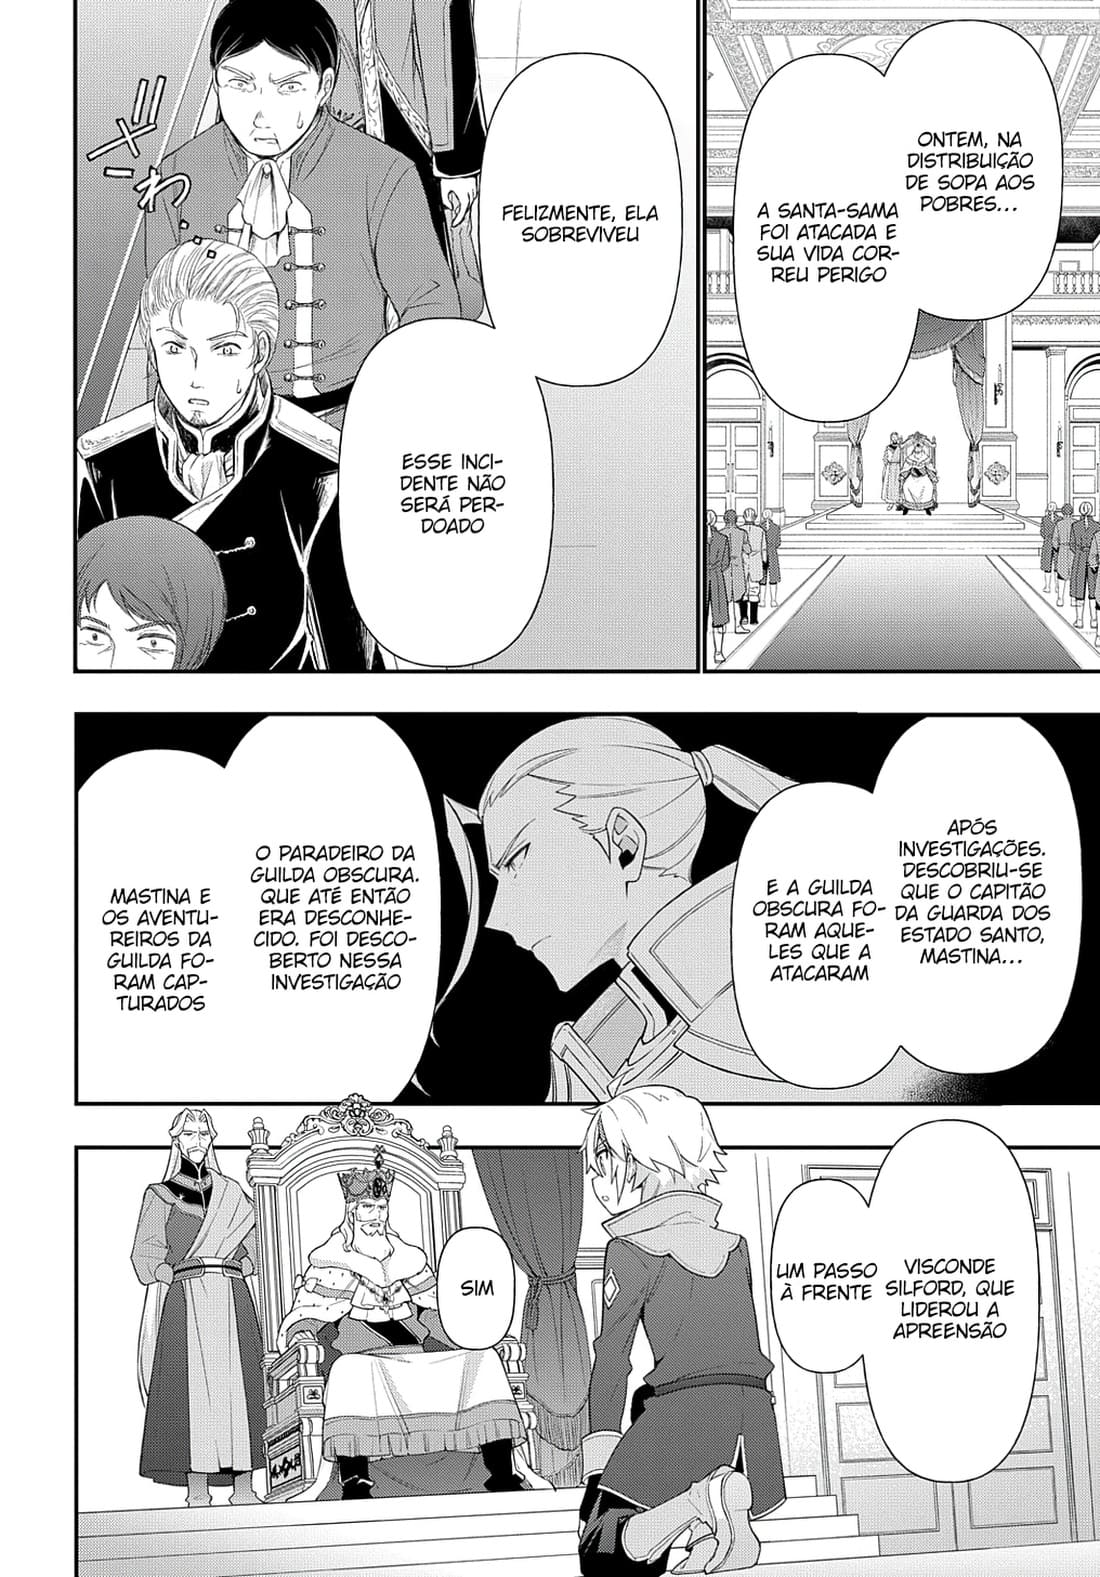 ONTEM, NA
DISTRIBUIÇÃO
DE SOPA AOS
POBRES...
A SANTA-SAMA
FOI ATACADA E
SUA VIDA COR-
REU PERIGO
FELIZMENTE, ELA
SOBREVIVEU
ESSE INCI-
DENTE NÃO
SERÁ PER-
DOADO
ざわ
APÓS
INVESTIGAÇÕES.
DESCOBRIU-SE
QUE O CAPITÃO
DA GUARDA DOS
ESTADO SANTO,
MASTINA...
E A GUILDA
OBSCURA FO-
RAM AQUE-
LES QUE A
ATACARAM
O PARADEIRO DA
GUILDA OBSCURA.
QUE ATÉ ENTÃO
ERA DESCONHE-
CIDO. FOI DESCO-
BERTO NESSA
INVESTIGAÇÃO
MASTINA E
OS AVENTU-
REIROS DA
GUILDA FO-
RAM CAP-
TURADOS
VISCONDE
SILFORD, QUE
LIDEROU A
APREENSÃO
UM PASSO
À FRENTE
SIM